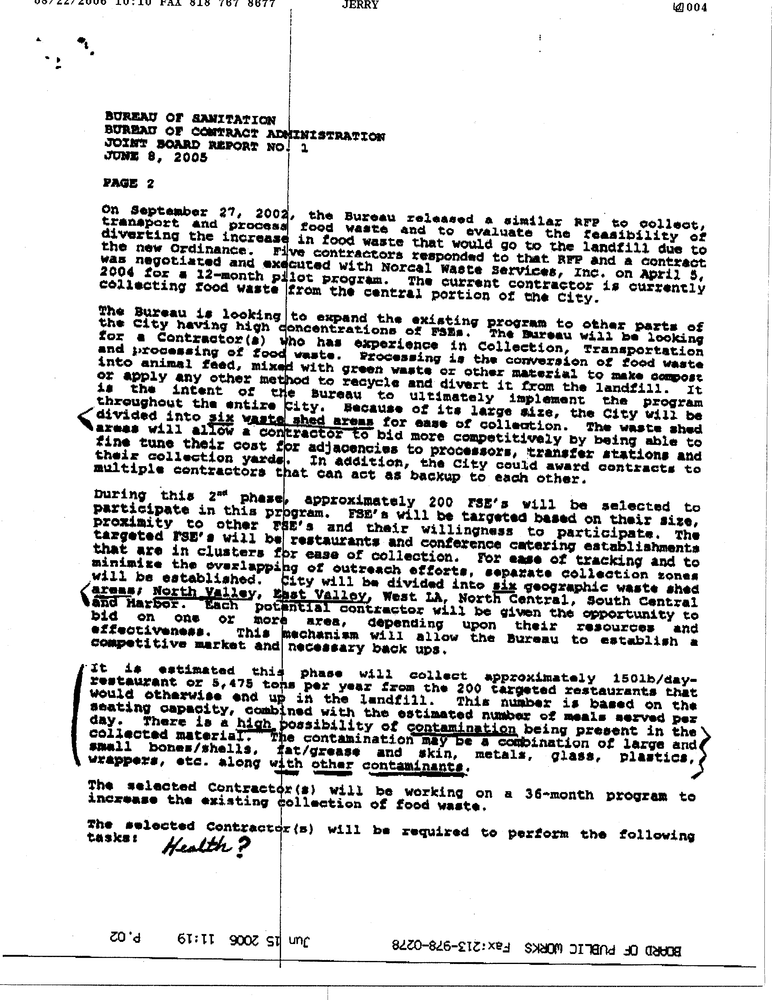 08/22/2006 10:10 FAX 818 767 8677 JERRY 004
BUREAU OF SANITATION
BUREAU OF CONTRACT ADMINISTRATION
JOINT BOARD REPORT NO. 1
JUNE 8, 2005
PAGE 2
On September 27, 2002, the Bureau released a similar RFP to collect,
transport and process food waste and to evaluate the feasibility of
diverting the increase in food waste that would go to the landfill due to
the new Ordinance. Five contractors responded to that RFP and a contract
was negotiated and executed with Norcal Waste Services, Inc. on April 5,
2004 for a 12-month pilot program. The current contractor is currently
collecting food waste from the central portion of the City.
The Bureau is looking to expand the existing program to other parts of
the City having high concentrations of FSEs. The Bureau will be looking
for a Contractor(s) who has experience in Collection, Transportation
and processing of food waste. Processing is the conversion of food waste
into animal feed, mixed with green waste or other material to make compost
or apply any other method to recycle and divert it from the landfill. It
is the intent of the Bureau to ultimately implement the program
throughout the entire City. Because of its large size, the City will be
divided into six waste shed areas for ease of collection. The waste shed
areas will allow a contractor to bid more competitively by being able to
fine tune their cost for adjacencies to processors, transfer stations and
their collection yards. In addition, the City could award contracts to
multiple contractors that can act as backup to each other.
During this 2nd phase, approximately 200 FSE's will be selected to
participate in this program. FSE's will be targeted based on their size,
proximity to other FSE's and their willingness to participate. The
targeted FSE's will be restaurants and conference catering establishments
that are in clusters for ease of collection. For ease of tracking and to
minimize the overlapping of outreach efforts, separate collection zones
will be established. City will be divided into six geographic waste shed
areas; North Valley, East Valley, West LA, North Central, South Central
and Harbor. Each potential contractor will be given the opportunity to
bid on one or more area, depending upon their resources and
effectiveness. This mechanism will allow the Bureau to establish a
competitive market and necessary back ups.
It is estimated this phase will collect approximately 150lb/day-
restaurant or 5,475 tons per year from the 200 targeted restaurants that
would otherwise end up in the landfill. This number is based on the
seating capacity, combined with the estimated number of meals served per
day. There is a high possibility of contamination being present in the
collected material. The contamination may be a combination of large and
small bones/shells, fat/grease and skin, metals, glass, plastics,
wrappers, etc. along with other contaminants.
The selected Contractor(s) will be working on a 36-month program to
increase the existing collection of food waste.
The selected Contractor(s) will be required to perform the following
tasks:
Health?
BOARD OF PUBLIC WORKS Fax:213-978-0278 Jun 15 2006 11:19 P.02